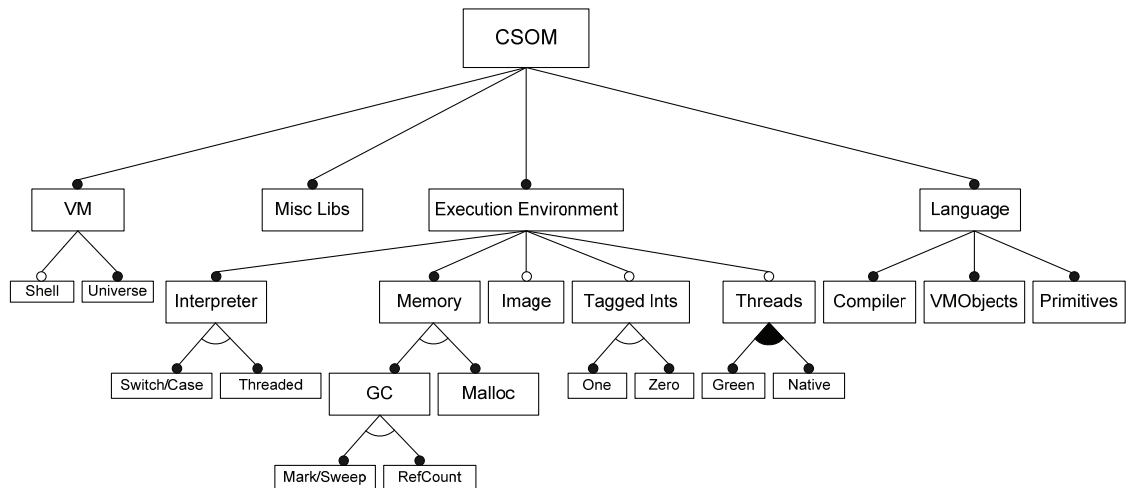 CSOM
VM
Misc Libs
Execution Environment
Language
Shell
Universe
Interpreter
Memory
Image
Tagged Ints
Threads
Compiler
VMObjects
Primitives
Switch/Case
Threaded
GC
Malloc
One
Zero
Green
Native
Mark/Sweep
RefCount